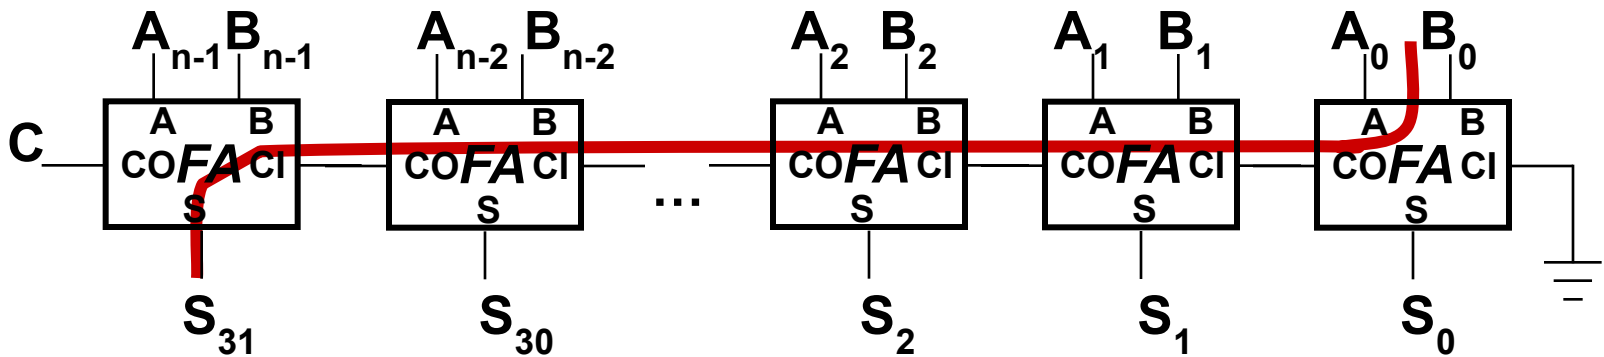 An-1 Bn-1 An-2 Bn-2 A2 B2 A1 B1 A0 B0
A B A B A B A B A B
C CO FA CI CO FA CI ... CO FA CI CO FA CI CO FA CI
S S S S S
S31 S30 S2 S1 S0